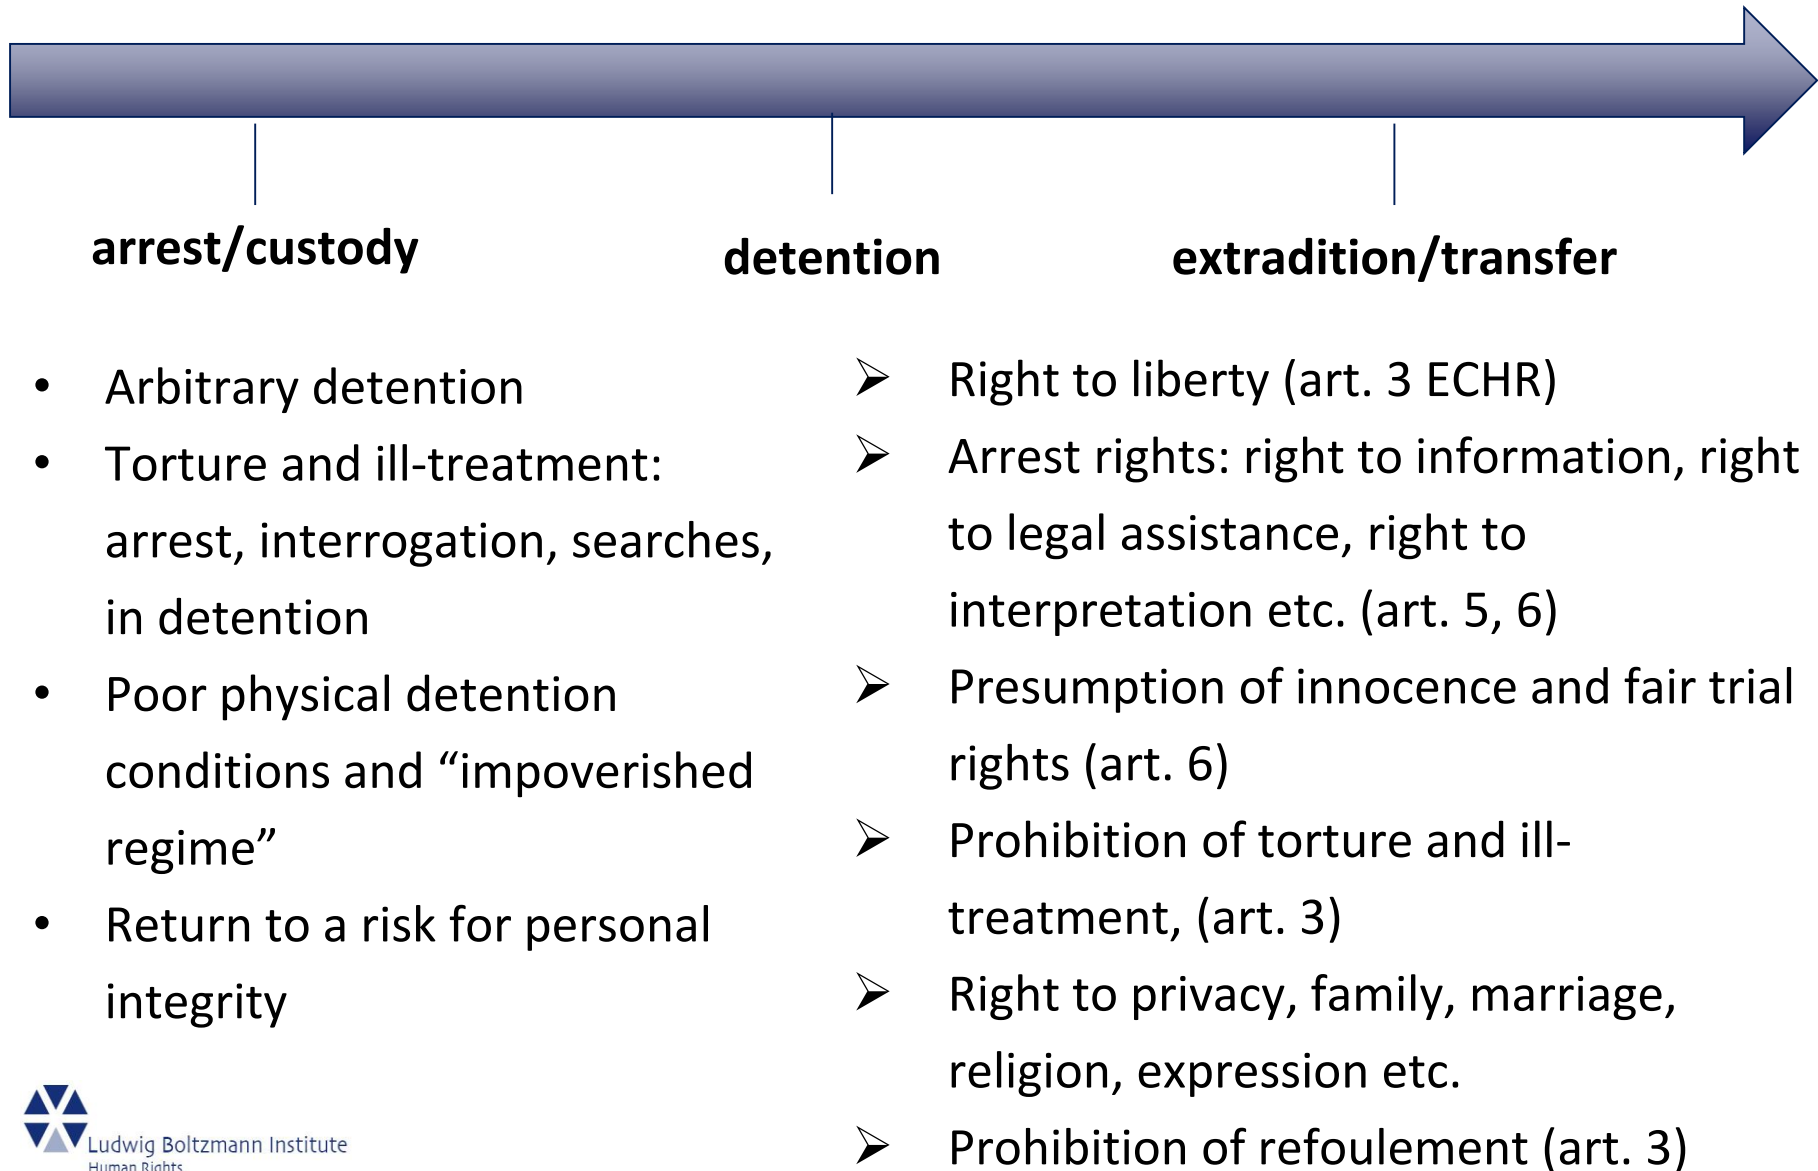 arrest/custody
detention
extradition/transfer
• Arbitrary detention
• Torture and ill-treatment:
arrest, interrogation, searches,
in detention
• Poor physical detention
conditions and “impoverished
regime”
• Return to a risk for personal
integrity
➢ Right to liberty (art. 3 ECHR)
➢ Arrest rights: right to information, right
to legal assistance, right to
interpretation etc. (art. 5, 6)
➢ Presumption of innocence and fair trial
rights (art. 6)
➢ Prohibition of torture and ill-
treatment, (art. 3)
➢ Right to privacy, family, marriage,
religion, expression etc.
➢ Prohibition of refoulement (art. 3)
Ludwig Boltzmann Institute
Human Rights